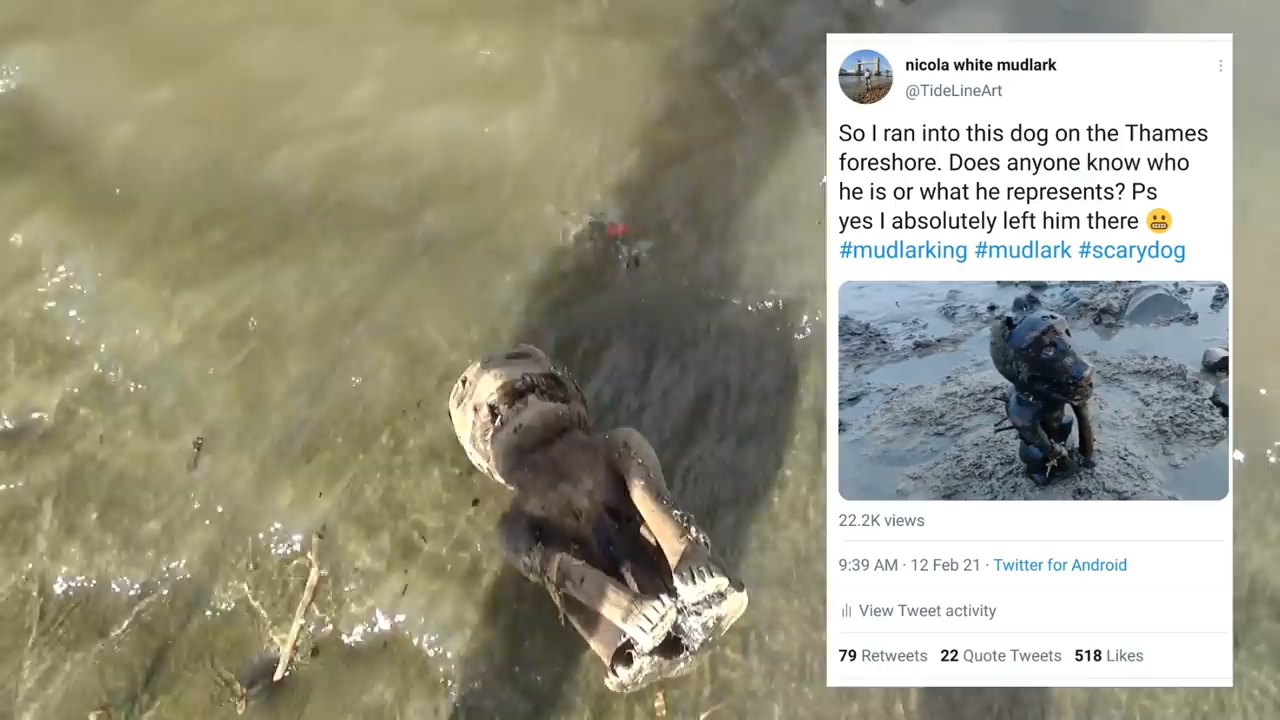 nicola white mudlark
@TideLineArt
So I ran into this dog on the Thames
foreshore. Does anyone know who
he is or what he represents? Ps
yes I absolutely left him there 😬
#mudlarking #mudlark #scarydog
22.2K views
9:39 AM · 12 Feb 21 · Twitter for Android
View Tweet activity
79 Retweets 22 Quote Tweets 518 Likes